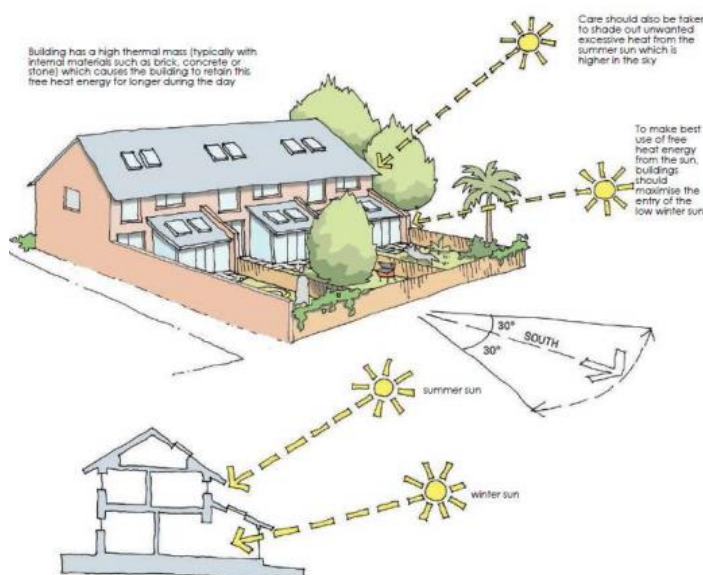 Building has a high thermal mass (typically with
internal materials such as brick, concrete or
stone) which causes the building to retain this
free heat energy for longer during the day
Care should also be taken
to shade out unwanted
excessive heat from the
summer sun which is
higher in the sky
To make best
use of free
heat energy
from the sun,
buildings
should
maximise the
entry of the
low winter sun
30°
SOUTH
30°
summer sun
winter sun